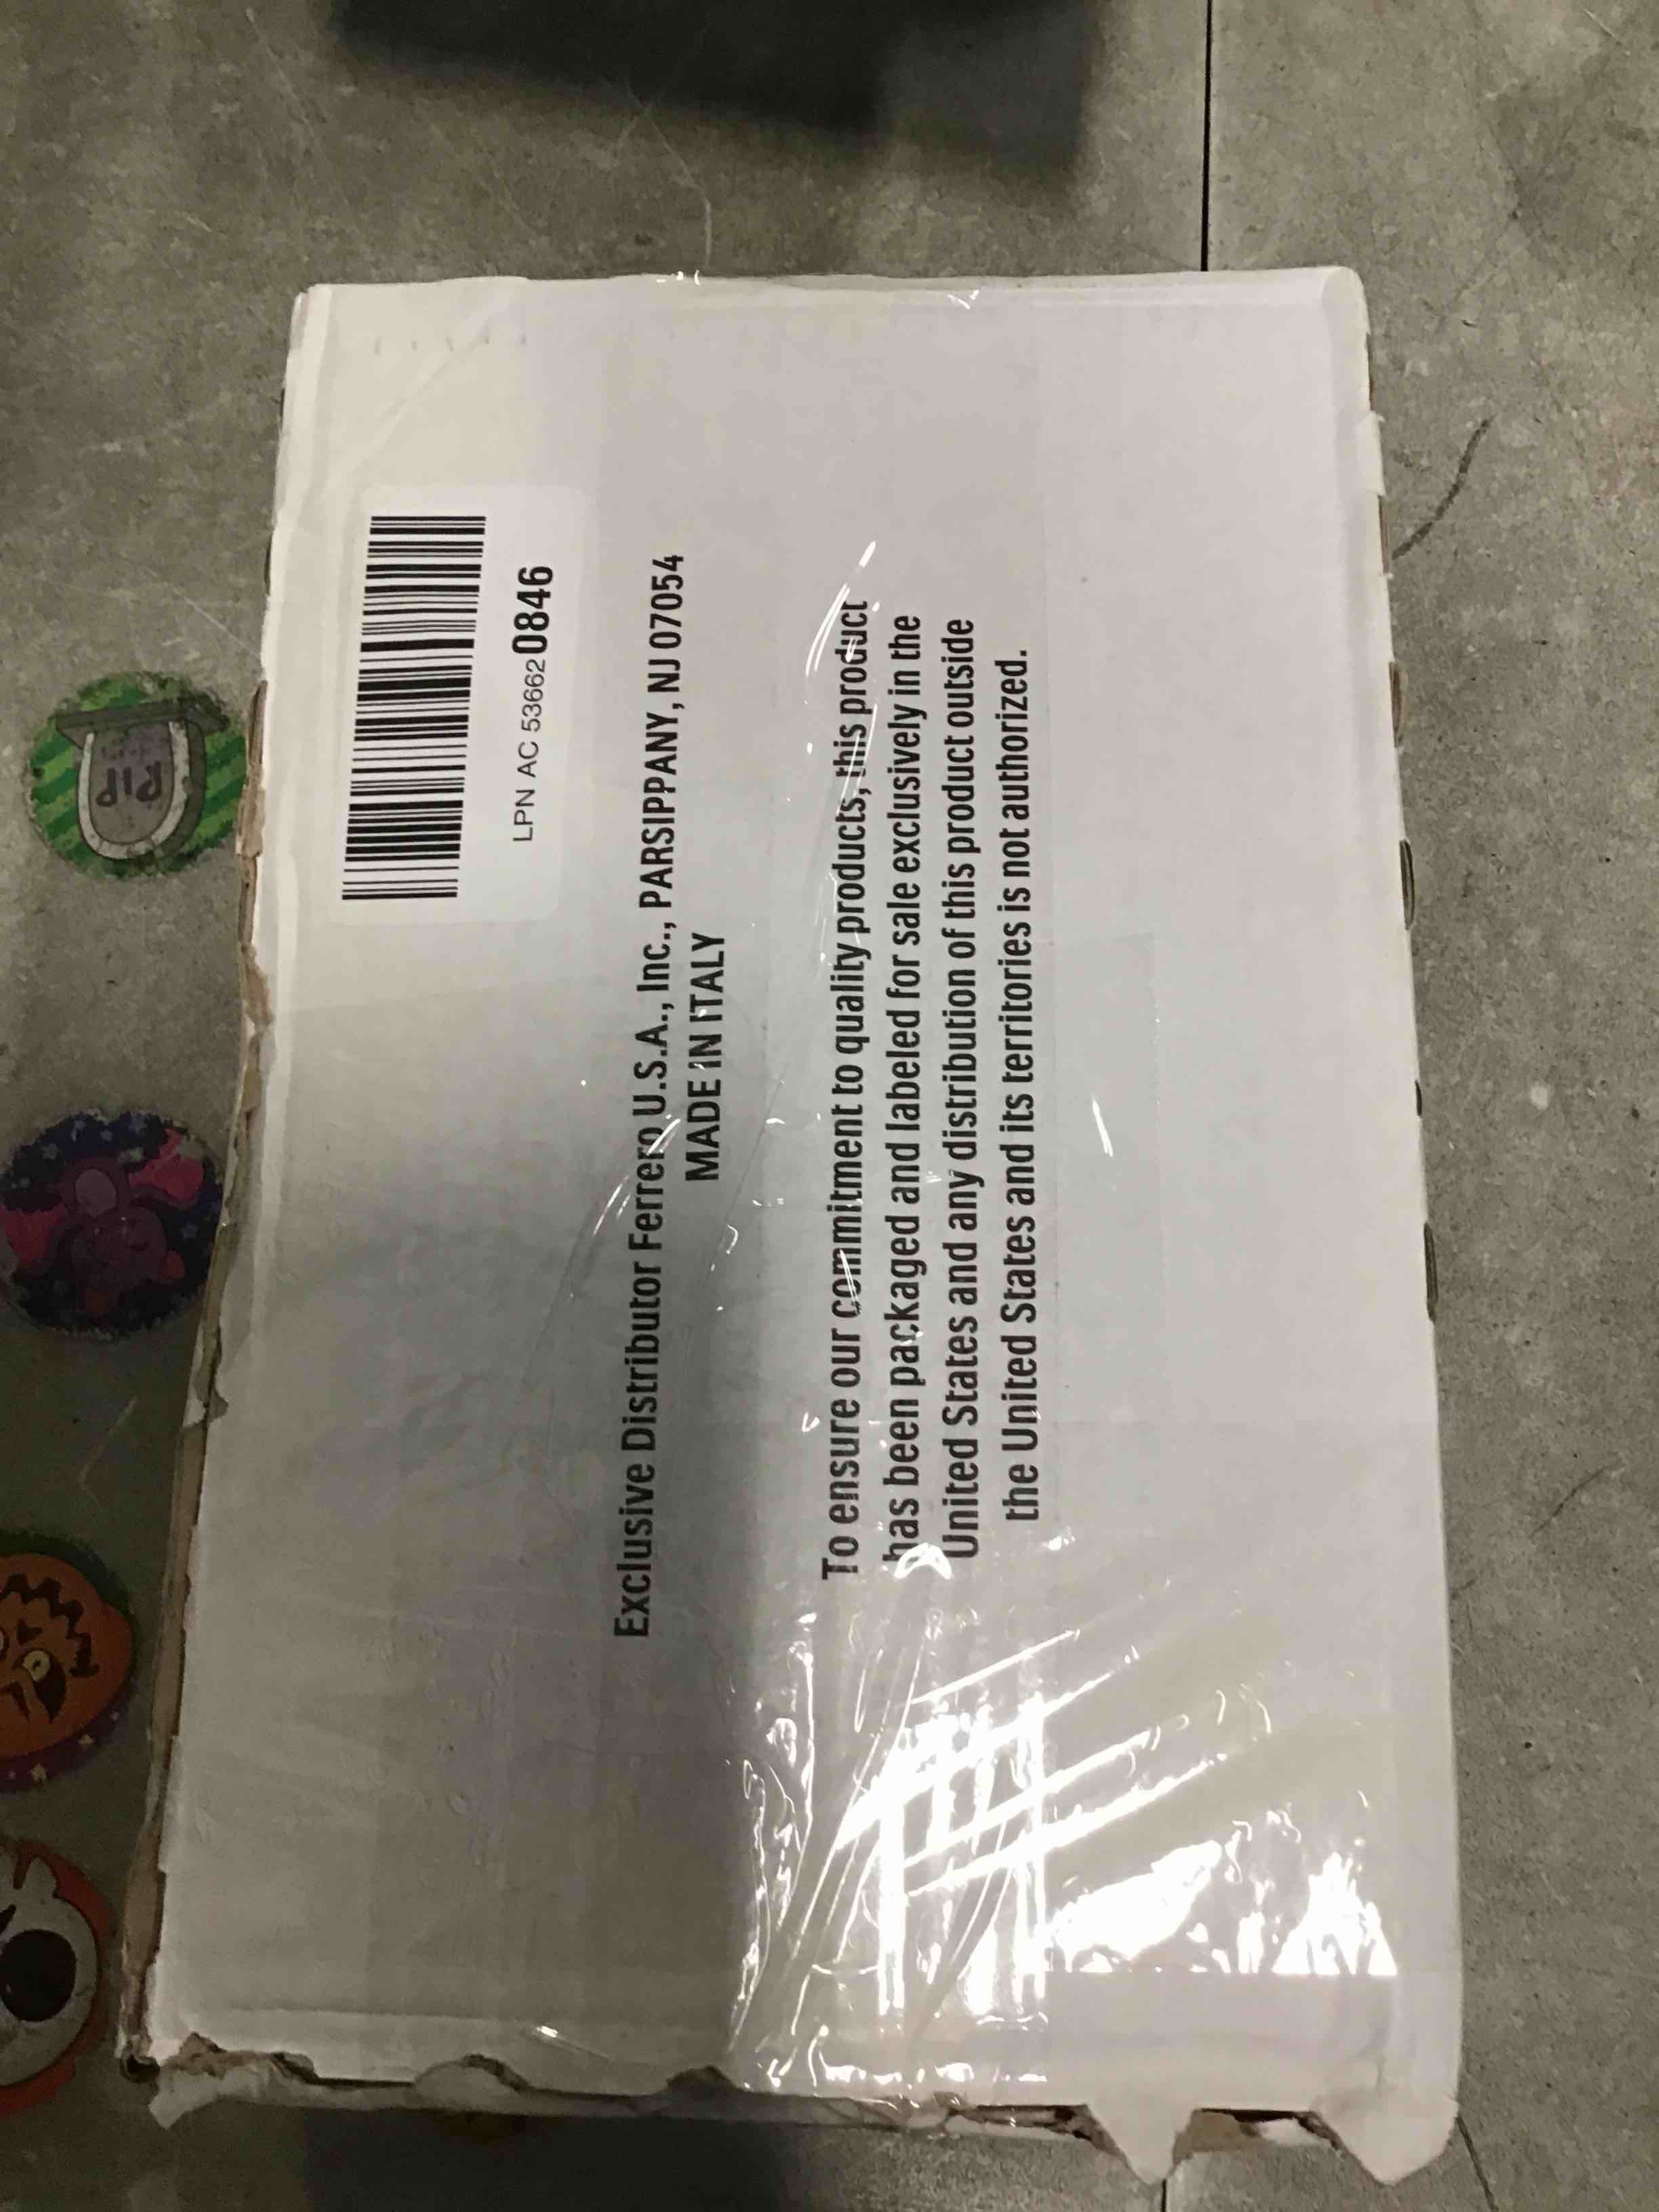 LPN AC 536620846
Exclusive Distributor Ferrero U.S.A., Inc., PARSIPPANY, NJ 07054
MADE IN ITALY
To ensure our commitment to quality products, this product
has been packaged and labeled for sale exclusively in the
United States and any distribution of this product outside
the United States and its territories is not authorized.
RIP